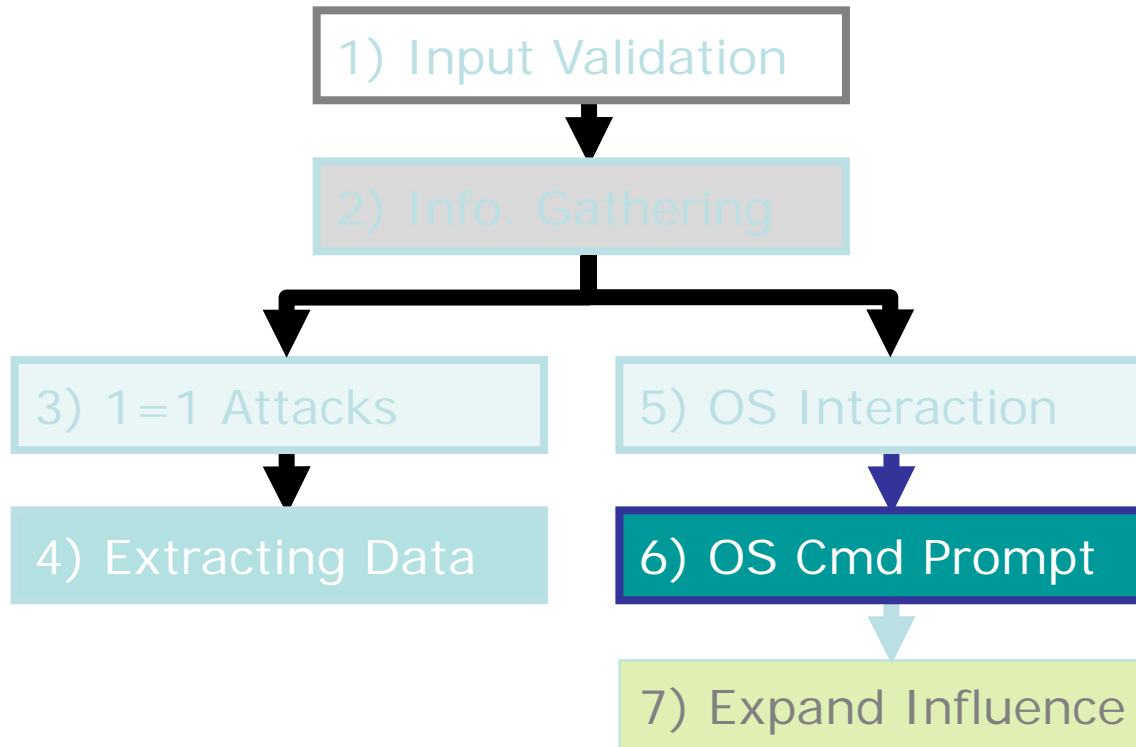 1) Input Validation
2) Info. Gathering
3) 1=1 Attacks
5) OS Interaction
4) Extracting Data
6) OS Cmd Prompt
7) Expand Influence